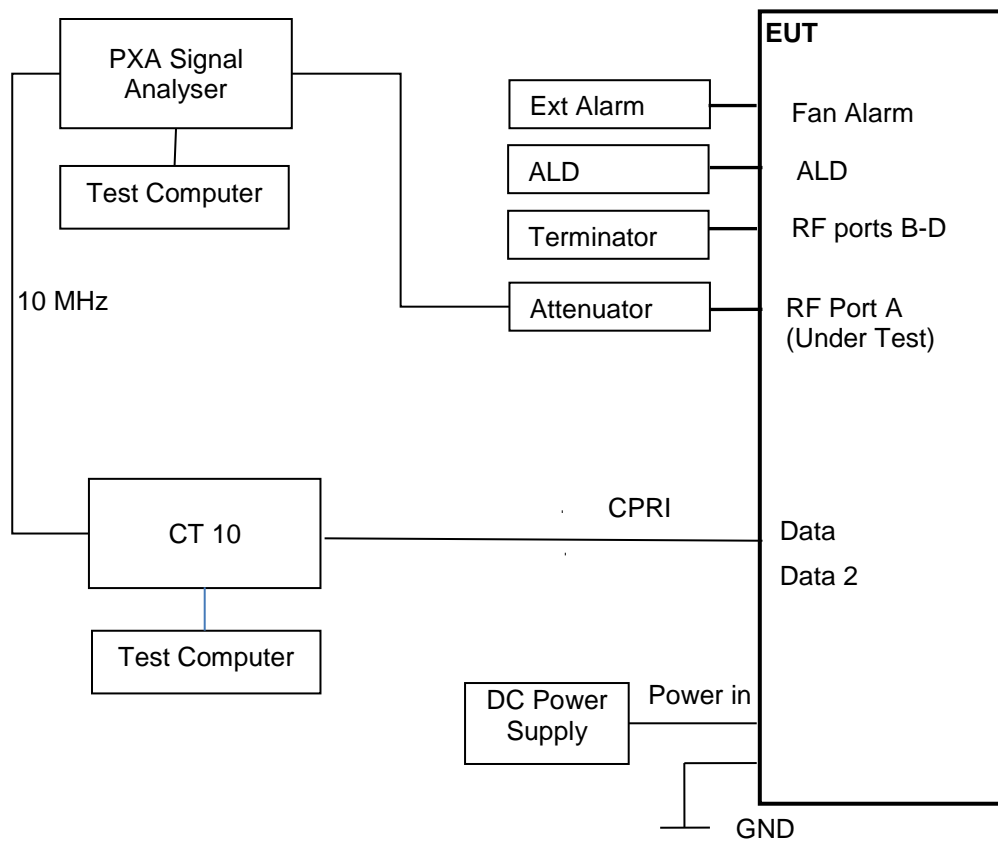 EUT
PXA Signal
Analyser
Ext Alarm
Fan Alarm
Test Computer
ALD
ALD
Terminator
RF ports B-D
10 MHz
Attenuator
RF Port A
(Under Test)
CPRI
CT 10
Data
Data 2
Test Computer
DC Power
Supply
Power in
GND